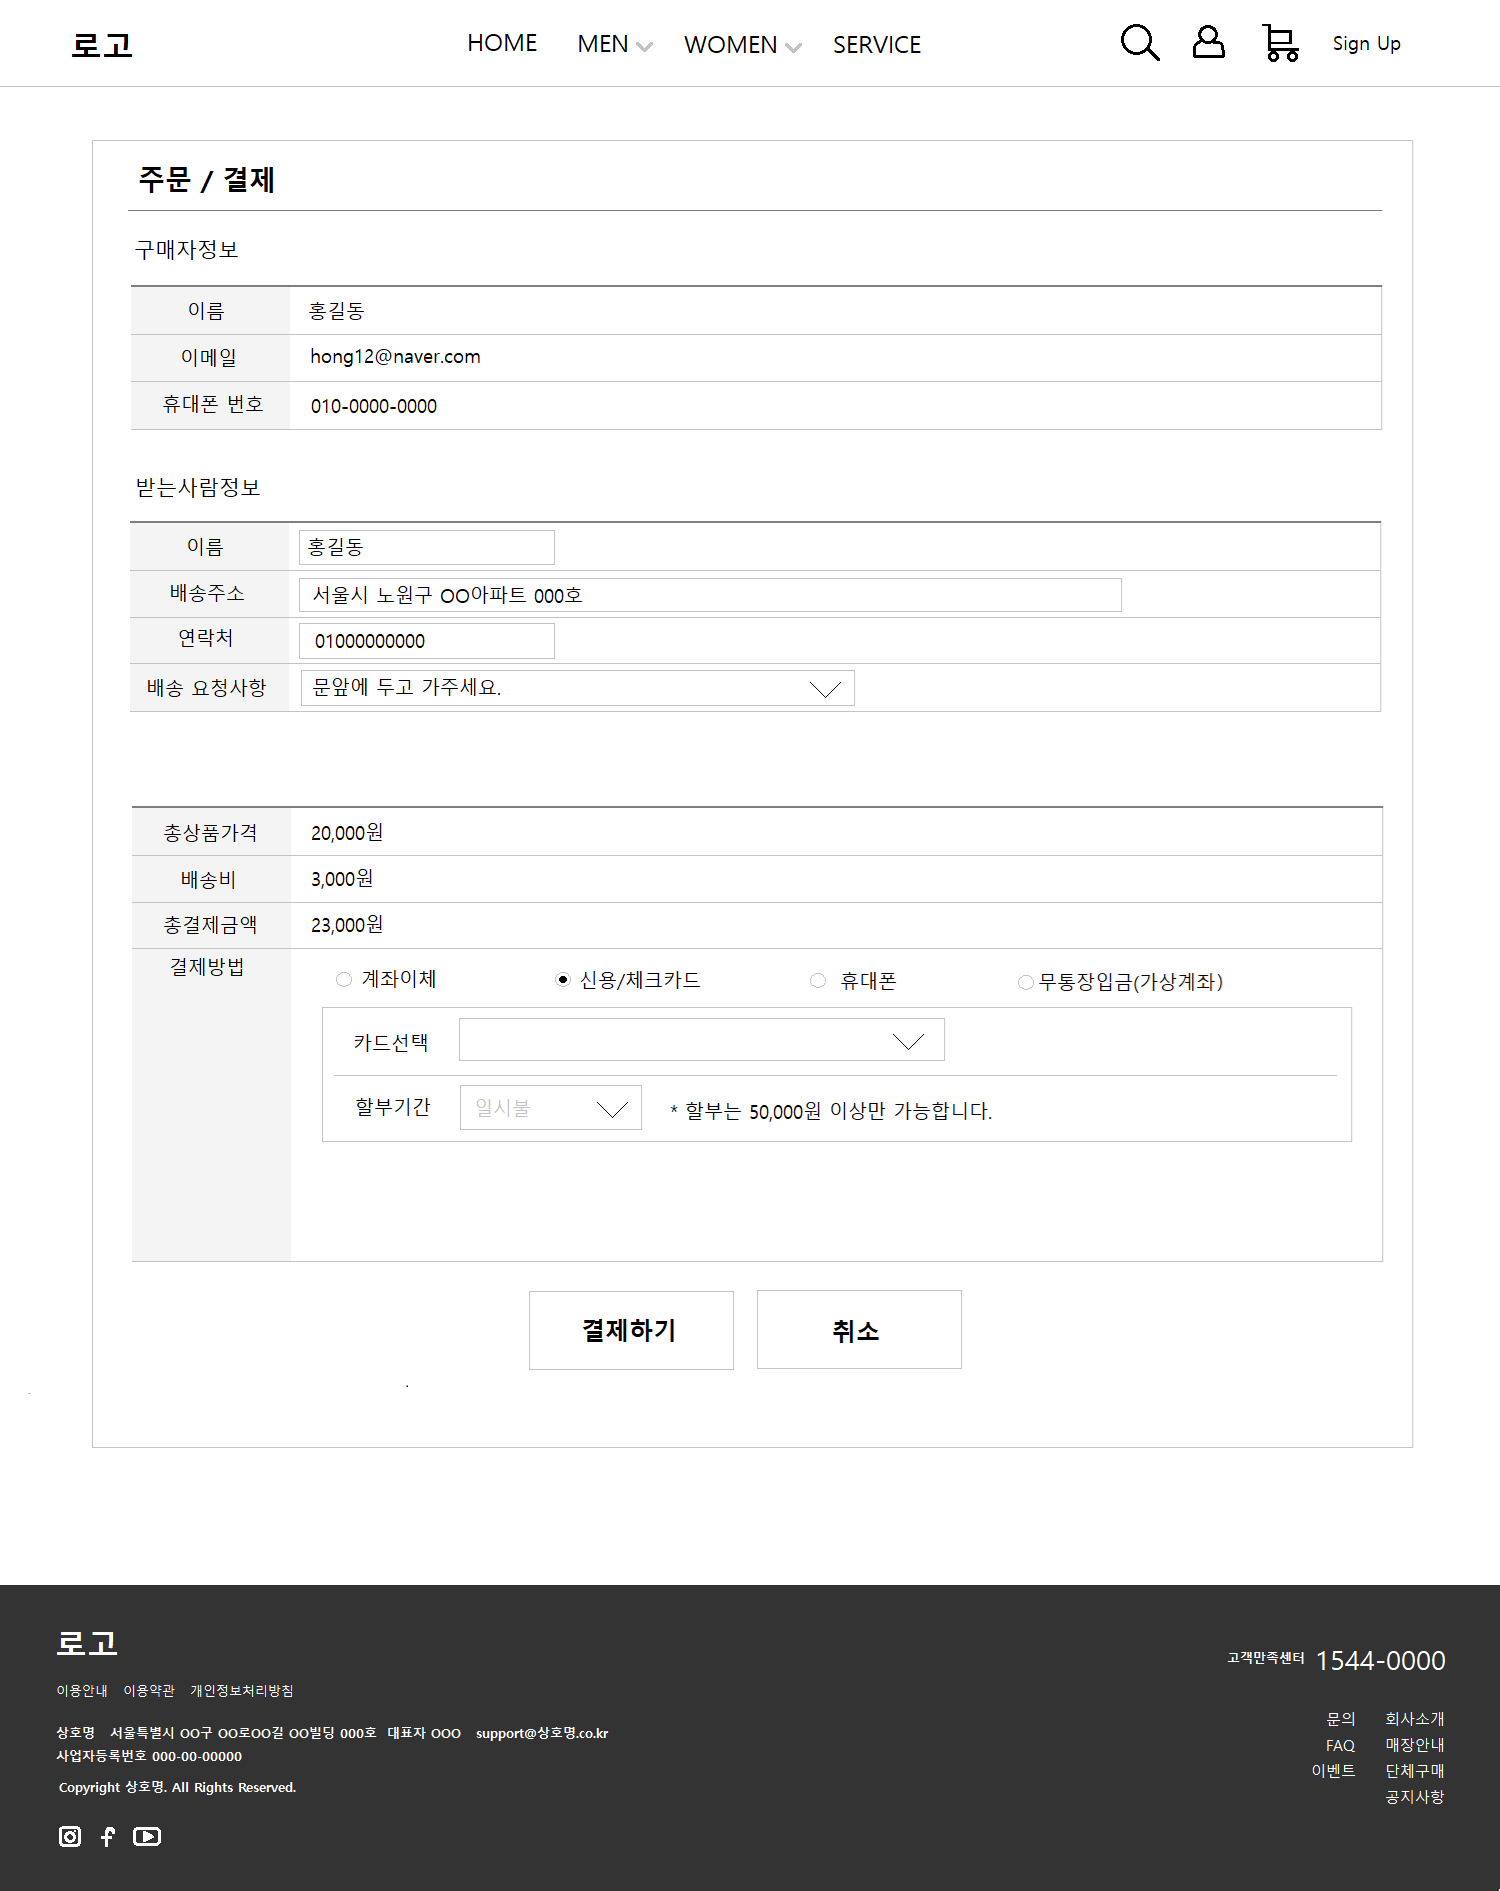 로고
HOME MEN WOMEN SERVICE
Sign Up
주문 / 결제
구매자정보
이름 홍길동
이메일 hong12@naver.com
휴대폰 번호 010-0000-0000
받는사람정보
이름 홍길동
배송주소 서울시 노원구 OO아파트 000호
연락처 01000000000
배송 요청사항 문앞에 두고 가주세요.
총상품가격 20,000원
배송비 3,000원
총결제금액 23,000원
결제방법 계좌이체 신용/체크카드 휴대폰 무통장입금(가상계좌)
카드선택
할부기간 일시불 * 할부는 50,000원 이상만 가능합니다.
결제하기 취소
로고
이용안내 이용약관 개인정보처리방침
상호명 서울특별시 OO구 OO로OO길 OO빌딩 000호 대표자 OOO support@상호명.co.kr
사업자등록번호 000-00-00000
Copyright 상호명. All Rights Reserved.
고객만족센터 1544-0000
문의 회사소개
FAQ 매장안내
이벤트 단체구매
공지사항